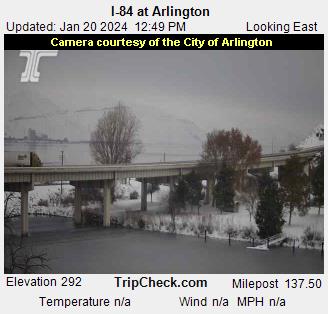 I-84 at Arlington
Updated: Jan 20 2024 12:49 PM Looking East
Camera courtesy of the City of Arlington
Elevation 292 TripCheck.com Milepost 137.50
Temperature n/a Wind n/a MPH n/a